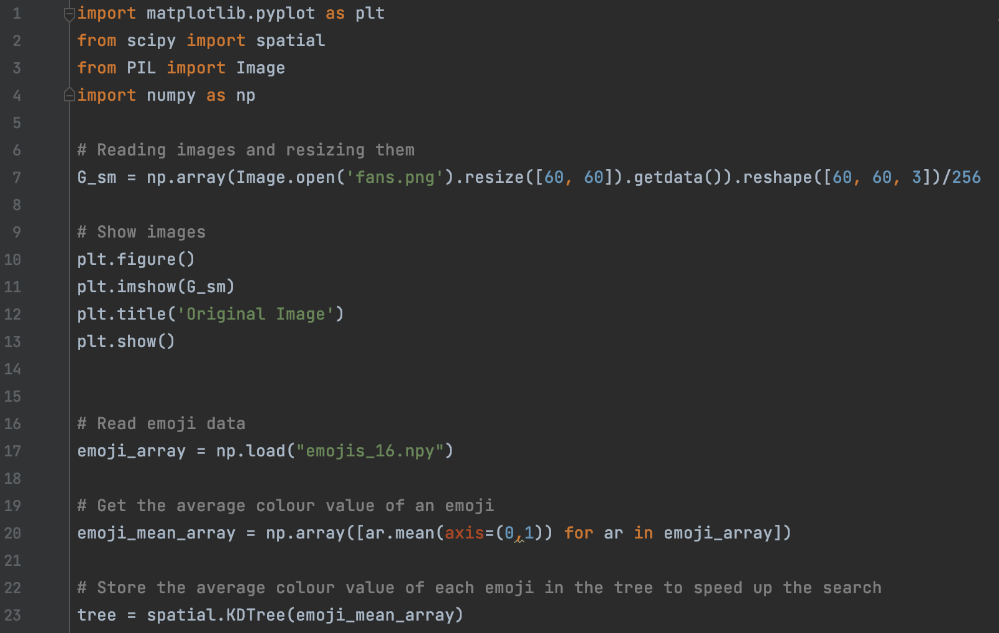 1 import matplotlib.pyplot as plt
2 from scipy import spatial
3 from PIL import Image
4 import numpy as np
5
6 # Reading images and resizing them
7 G_sm = np.array(Image.open('fans.png').resize([60, 60]).getdata()).reshape([60, 60, 3])/256
8
9 # Show images
10 plt.figure()
11 plt.imshow(G_sm)
12 plt.title('Original Image')
13 plt.show()
14
15
16 # Read emoji data
17 emoji_array = np.load("emojis_16.npy")
18
19 # Get the average colour value of an emoji
20 emoji_mean_array = np.array([ar.mean(axis=(0,1)) for ar in emoji_array])
21
22 # Store the average colour value of each emoji in the tree to speed up the search
23 tree = spatial.KDTree(emoji_mean_array)